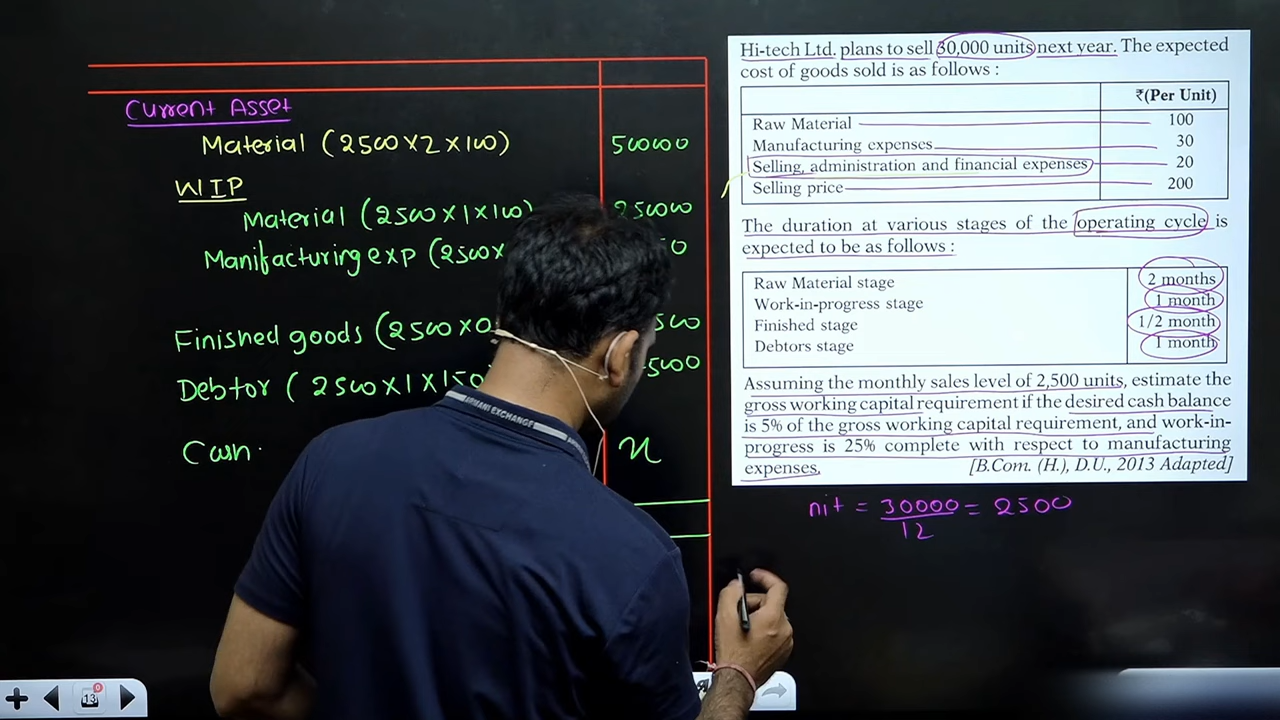 Current Asset
Material (2500×2×100) 500000
WIP
Material (2500×1×100) 250000
Manifacturing exp (2500×
Finished goods (2500×0
Debtor ( 2500×1×150
Cash. x
ARMANI EXCHANGE
Hi-tech Ltd. plans to sell 30,000 units next year. The expected
cost of goods sold is as follows :
₹(Per Unit)
Raw Material 100
Manufacturing expenses 30
Selling, administration and financial expenses 20
Selling price 200
The duration at various stages of the operating cycle is
expected to be as follows :
Raw Material stage 2 months
Work-in-progress stage 1 month
Finished stage 1/2 month
Debtors stage 1 month
Assuming the monthly sales level of 2,500 units, estimate the
gross working capital requirement if the desired cash balance
is 5% of the gross working capital requirement, and work-in-
progress is 25% complete with respect to manufacturing
expenses. [B.Com. (H.), D.U., 2013 Adapted]
nit = 30000 = 2500
12
13